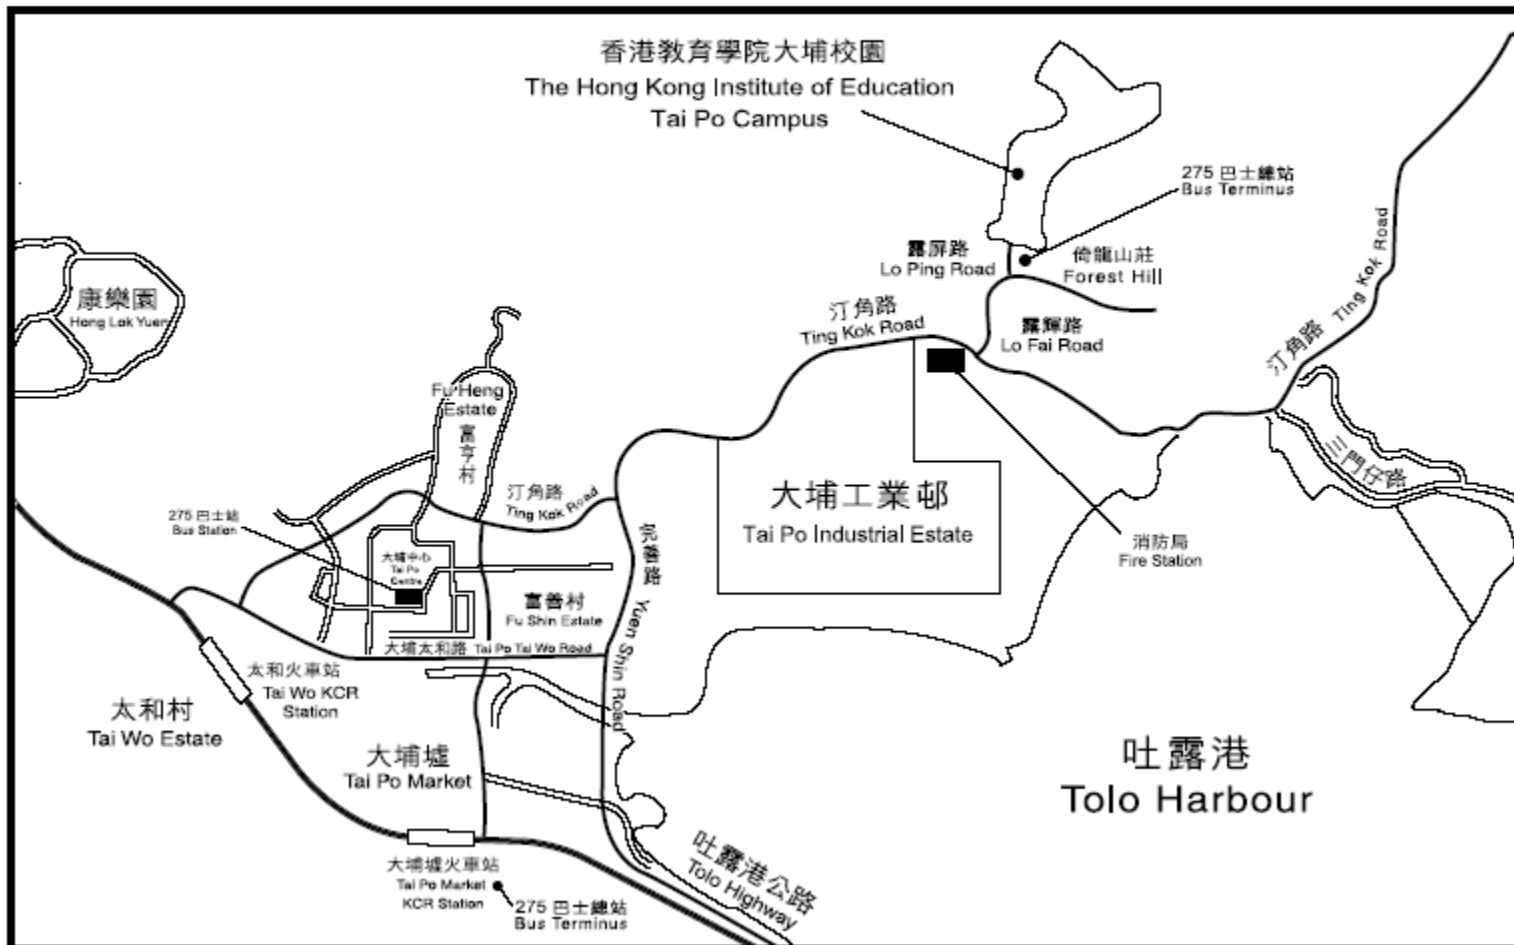 香港教育學院大埔校園
The Hong Kong Institute of Education
Tai Po Campus
275 巴士總站
Bus Terminus
露屏路
Lo Ping Road
倚龍山莊
Forest Hill
汀角路 Ting Kok Road
康樂園
Hong Lok Yuen
汀角路
Ting Kok Road
露輝路
Lo Fai Road
Fu Heng
Estate
富亨村
三門仔路
汀角路
Ting Kok Road
大埔工業邨
Tai Po Industrial Estate
275 巴士站
Bus Station
消防局
Fire Station
大埔中心
Tai Po
Centre
Yuen Shin Road
富善村
Fu Shin Estate
大埔太和路 Tai Po Tai Wo Road
太和火車站
Tai Wo KCR
Station
太和村
Tai Wo Estate
大埔墟
Tai Po Market
吐露港
Tolo Harbour
吐露港公路
Tolo Highway
大埔墟火車站
Tai Po Market
KCR Station
275 巴士總站
Bus Terminus